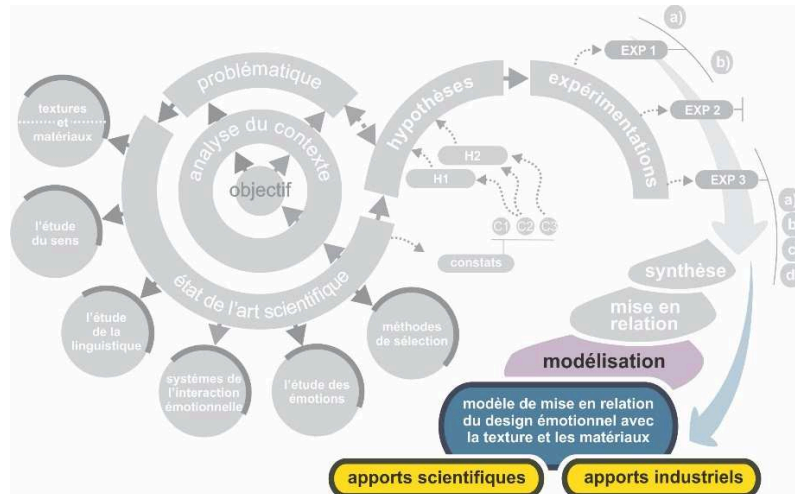 problématique
analyse du contexte
objectif
état de l'art scientifique
textures
et
matériaux
l'étude
du sens
l'étude
de la
linguistique
systèmes de
l'interaction
émotionnelle
l'étude des
émotions
méthodes
de sélection
hypothèses
H2
H1
C1 C2 C3
constats
expérimentations
EXP 1
a)
b)
EXP 2
EXP 3
a)
b
c
d
synthèse
mise en
relation
modélisation
modèle de mise en relation
du design émotionnel avec
la texture et les matériaux
apports scientifiques
apports industriels